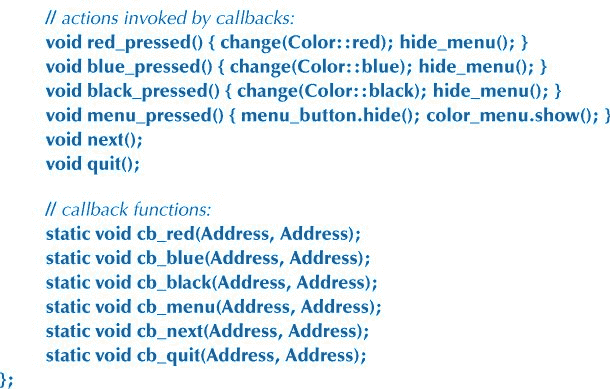 // actions invoked by callbacks:
void red_pressed() { change(Color::red); hide_menu(); }
void blue_pressed() { change(Color::blue); hide_menu(); }
void black_pressed() { change(Color::black); hide_menu(); }
void menu_pressed() { menu_button.hide(); color_menu.show(); }
void next();
void quit();
// callback functions:
static void cb_red(Address, Address);
static void cb_blue(Address, Address);
static void cb_black(Address, Address);
static void cb_menu(Address, Address);
static void cb_next(Address, Address);
static void cb_quit(Address, Address);
};